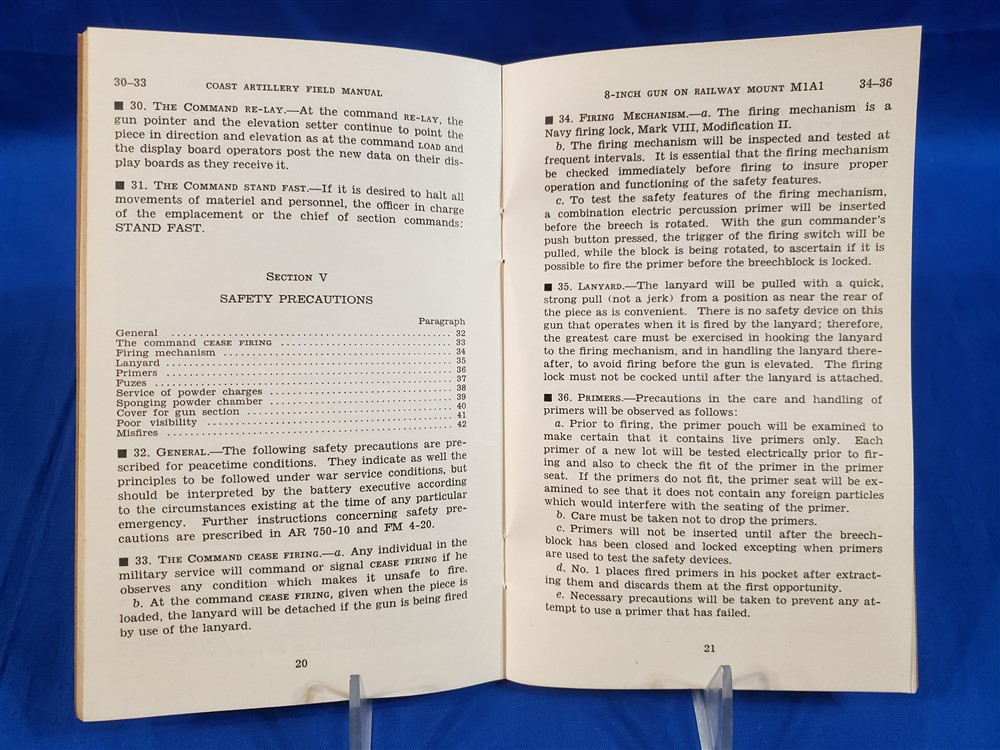 30–33 COAST ARTILLERY FIELD MANUAL
■ 30. THE COMMAND RE-LAY.—At the command RE-LAY, the
gun pointer and the elevation setter continue to point the
piece in direction and elevation as at the command LOAD and
the display board operators post the new data on their dis-
play boards as they receive it.
■ 31. THE COMMAND STAND FAST.—If it is desired to halt all
movements of materiel and personnel, the officer in charge
of the emplacement or the chief of section commands:
STAND FAST.
SECTION V
SAFETY PRECAUTIONS
Paragraph
General 32
The command CEASE FIRING 33
Firing mechanism 34
Lanyard 35
Primers 36
Fuzes 37
Service of powder charges 38
Sponging powder chamber 39
Cover for gun section 40
Poor visibility 41
Misfires 42
■ 32. GENERAL.—The following safety precautions are pre-
scribed for peacetime conditions. They indicate as well the
principles to be followed under war service conditions, but
should be interpreted by the battery executive according
to the circumstances existing at the time of any particular
emergency. Further instructions concerning safety pre-
cautions are prescribed in AR 750-10 and FM 4-20.
■ 33. THE COMMAND CEASE FIRING.—a. Any individual in the
military service will command or signal CEASE FIRING if he
observes any condition which makes it unsafe to fire.
b. At the command CEASE FIRING, given when the piece is
loaded, the lanyard will be detached if the gun is being fired
by use of the lanyard.
20
8-INCH GUN ON RAILWAY MOUNT M1A1 34–36
■ 34. FIRING MECHANISM.—a. The firing mechanism is a
Navy firing lock, Mark VIII, Modification II.
b. The firing mechanism will be inspected and tested at
frequent intervals. It is essential that the firing mechanism
be checked immediately before firing to insure proper
operation and functioning of the safety features.
c. To test the safety features of the firing mechanism,
a combination electric percussion primer will be inserted
before the breech is rotated. With the gun commander's
push button pressed, the trigger of the firing switch will be
pulled, while the block is being rotated, to ascertain if it is
possible to fire the primer before the breechblock is locked.
■ 35. LANYARD.—The lanyard will be pulled with a quick,
strong pull (not a jerk) from a position as near the rear of
the piece as is convenient. There is no safety device on this
gun that operates when it is fired by the lanyard; therefore,
the greatest care must be exercised in hooking the lanyard
to the firing mechanism, and in handling the lanyard there-
after, to avoid firing before the gun is elevated. The firing
lock must not be cocked until after the lanyard is attached.
■ 36. PRIMERS.—Precautions in the care and handling of
primers will be observed as follows:
a. Prior to firing, the primer pouch will be examined to
make certain that it contains live primers only. Each
primer of a new lot will be tested electrically prior to fir-
ing and also to check the fit of the primer in the primer
seat. If the primers do not fit, the primer seat will be ex-
amined to see that it does not contain any foreign particles
which would interfere with the seating of the primer.
b. Care must be taken not to drop the primers.
c. Primers will not be inserted until after the breech-
block has been closed and locked excepting when primers
are used to test the safety devices.
d. No. 1 places fired primers in his pocket after extract-
ing them and discards them at the first opportunity.
e. Necessary precautions will be taken to prevent any at-
tempt to use a primer that has failed.
21